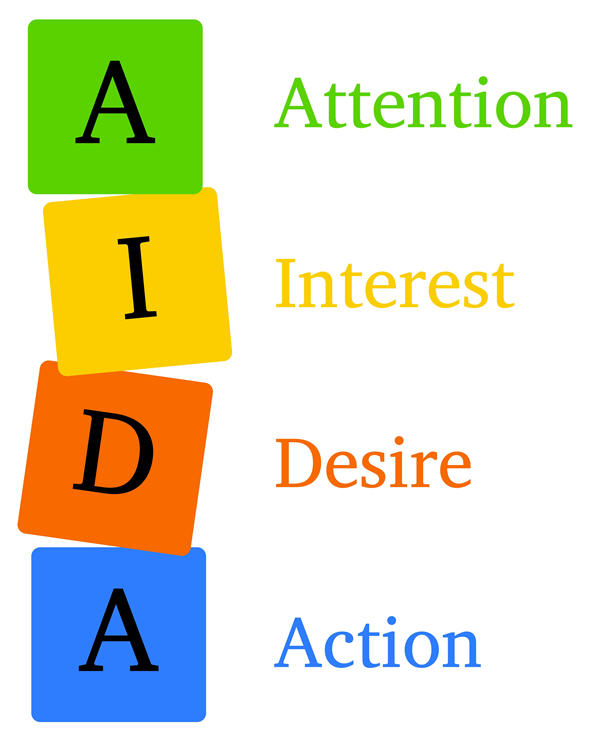 A Attention
I Interest
D Desire
A Action